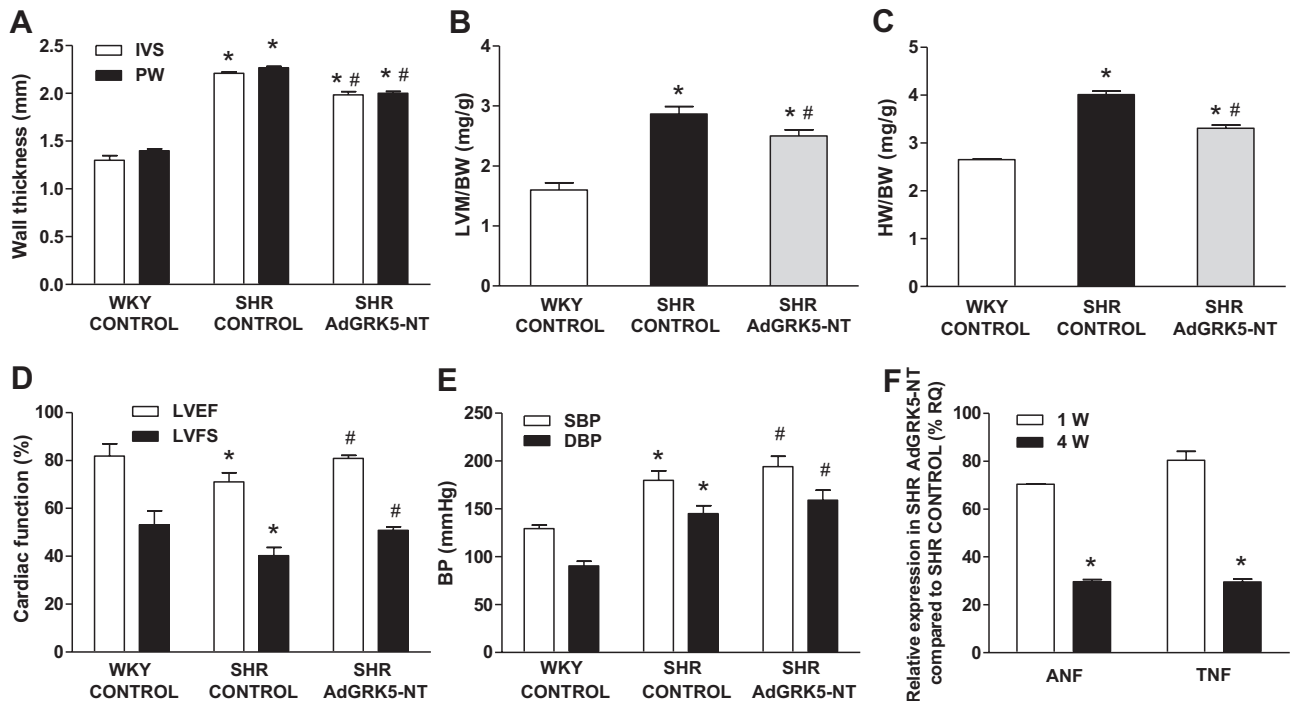 A
IVS
PW
Wall thickness (mm)
2.5
2.0
1.5
1.0
0.5
0.0
*
*
* #
* #
WKY CONTROL
SHR CONTROL
SHR AdGRK5-NT
B
LVM/BW (mg/g)
4
3
2
1
0
*
* #
WKY CONTROL
SHR CONTROL
SHR AdGRK5-NT
C
HW/BW (mg/g)
5
4
3
2
1
0
*
* #
WKY CONTROL
SHR CONTROL
SHR AdGRK5-NT
D
LVEF
LVFS
Cardiac function (%)
100
80
60
40
20
0
*
*
#
#
WKY CONTROL
SHR CONTROL
SHR AdGRK5-NT
E
SBP
DBP
BP (mmHg)
250
200
150
100
50
0
*
*
#
#
WKY CONTROL
SHR CONTROL
SHR AdGRK5-NT
F
1 W
4 W
Relative expression in SHR AdGRK5-NT
compared to SHR CONTROL (% RQ)
100
80
60
40
20
0
*
*
ANF
TNF